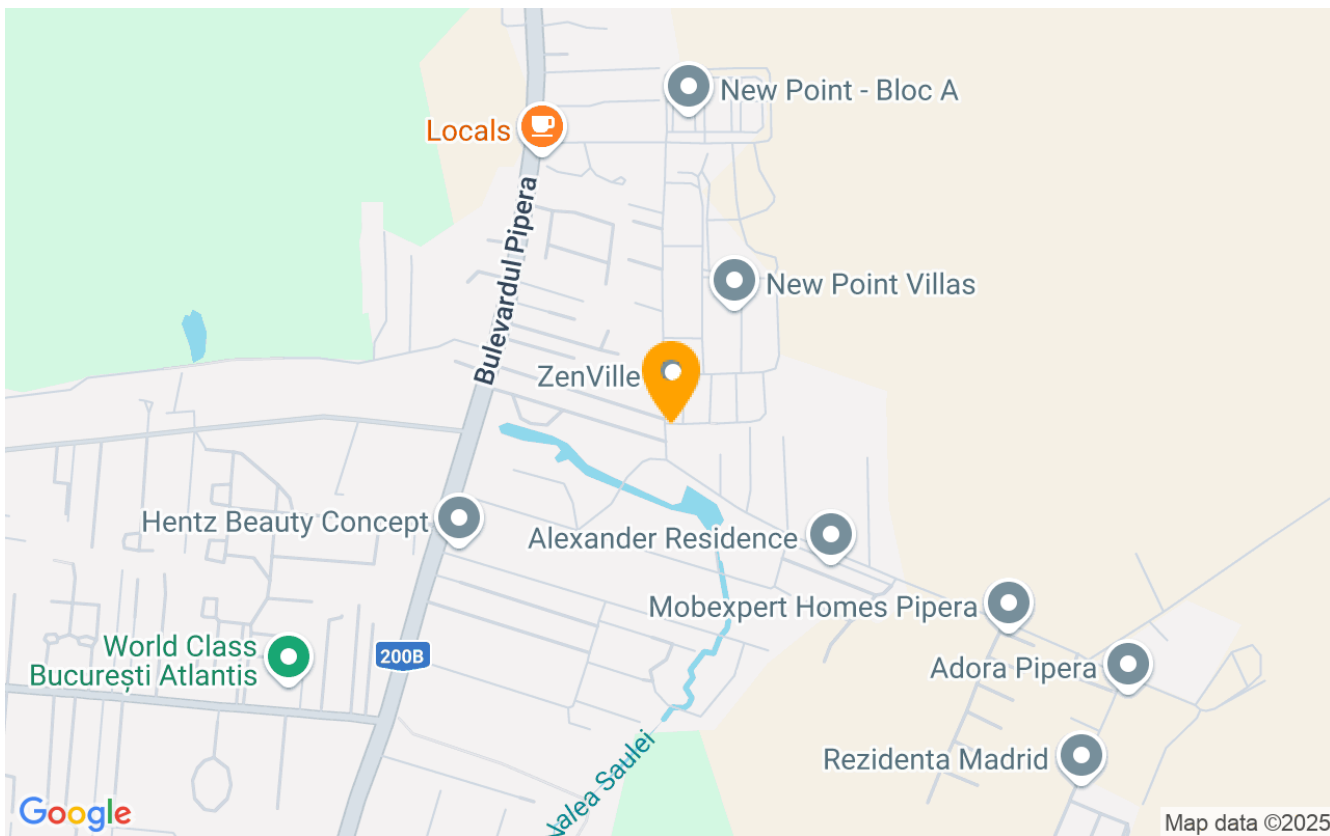 New Point - Bloc A
Locals
Bulevardul Pipera
New Point Villas
ZenVille
Hentz Beauty Concept
Alexander Residence
Mobexpert Homes Pipera
World Class
București Atlantis
200B
Adora Pipera
Rezidenta Madrid
Valea Saulei
Google
Map data ©2025